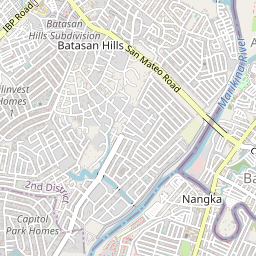 IBP Road
Batasan
Hills Subdivision
Batasan Hills
San Mateo Road
Marikina River
Homes
2nd District
Nangka
Capitol
Park Homes